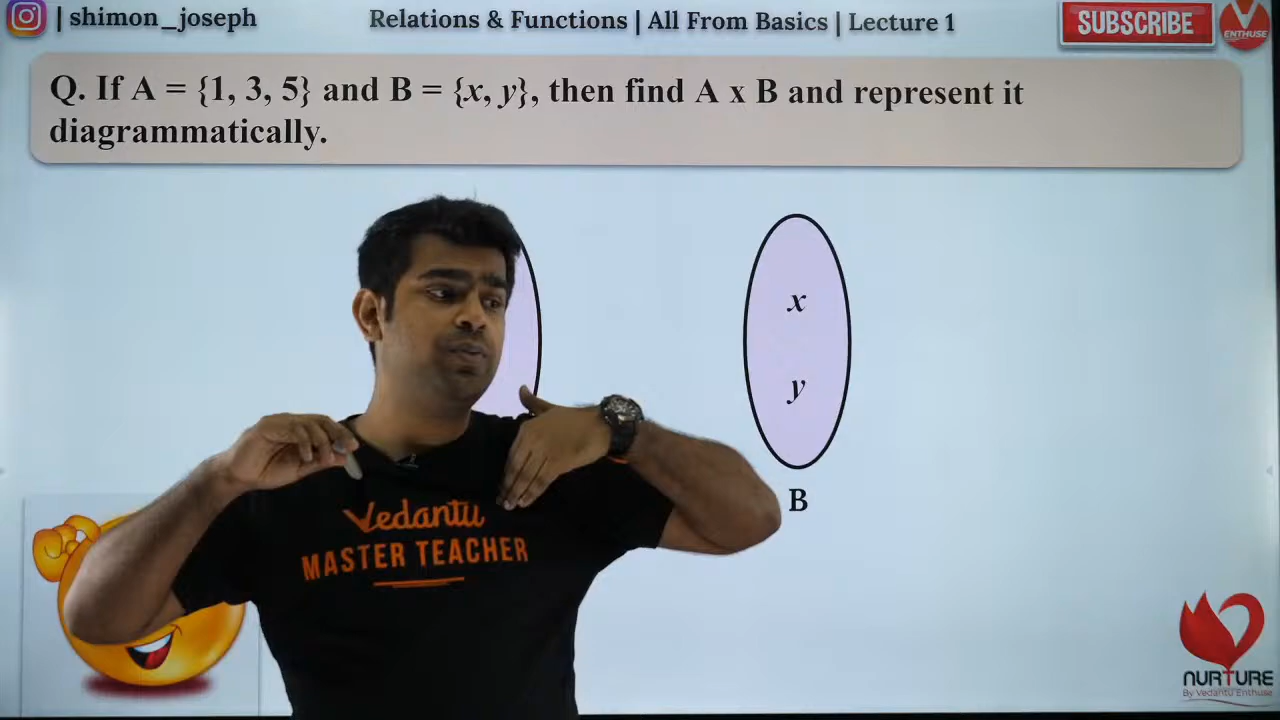 | shimon_joseph
Relations & Functions | All From Basics | Lecture 1
SUBSCRIBE
ENTHUSE
Q. If A = {1, 3, 5} and B = {x, y}, then find A x B and represent it
diagrammatically.
x
y
B
Vedantu
MASTER TEACHER
NURTURE
By Vedantu Enthuse